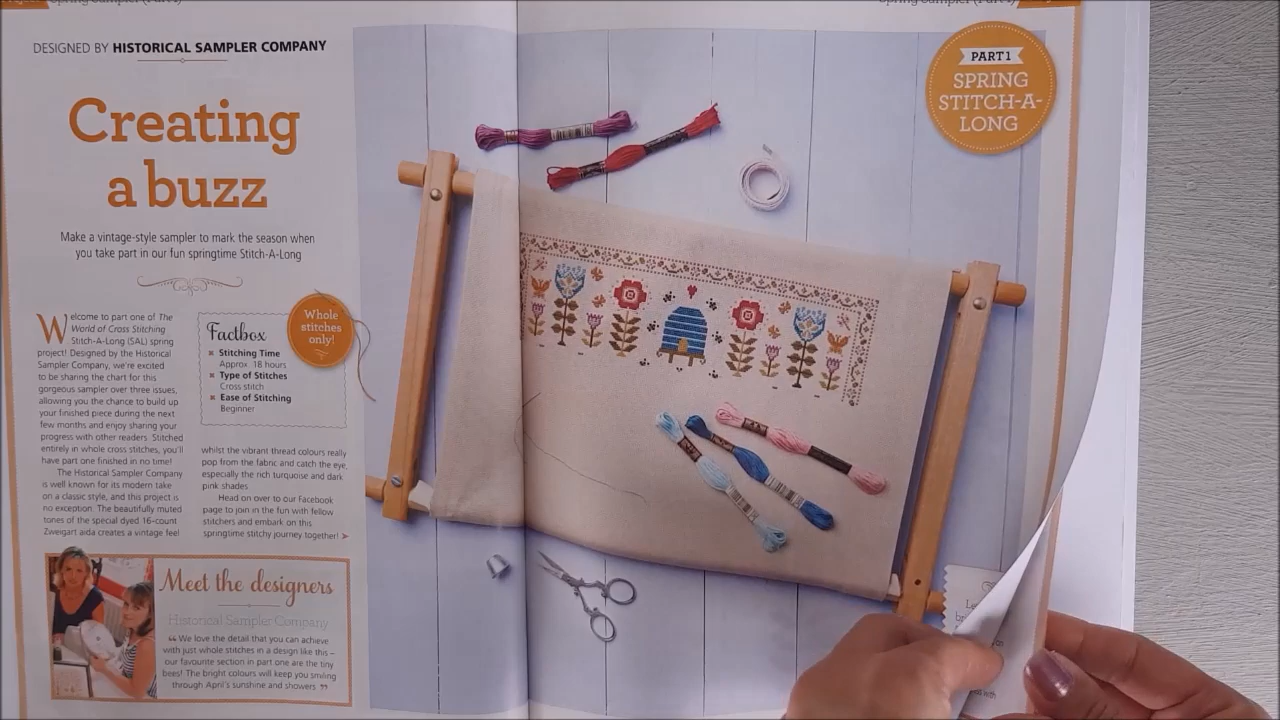 Spring Sampler (Part 1)
Spring Sampler (Part 1)
DESIGNED BY HISTORICAL SAMPLER COMPANY
Creating
a buzz
Make a vintage-style sampler to mark the season when
you take part in our fun springtime Stitch-A-Long
Welcome to part one of The
World of Cross Stitching
Stitch-A-Long (SAL) spring
project! Designed by the Historical
Sampler Company, we're excited
to be sharing the chart for this
gorgeous sampler over three issues,
allowing you the chance to build up
your finished piece during the next
few months and enjoy sharing your
progress with other readers. Stitched
entirely in whole cross stitches, you'll
have part one finished in no time!
The Historical Sampler Company
is well known for its modern take
on a classic style, and this project is
no exception. The beautifully muted
tones of the special dyed 16-count
Zweigart aida creates a vintage feel
Factbox
Stitching Time
Approx. 18 hours
Type of Stitches
Cross stitch
Ease of Stitching
Beginner
Whole
stitches
only!
whilst the vibrant thread colours really
pop from the fabric and catch the eye,
especially the rich turquoise and dark
pink shades.
Head on over to our Facebook
page to join in the fun with fellow
stitchers and embark on this
springtime stitchy journey together!
Meet the designers
Historical Sampler Company
“We love the detail that you can achieve
with just whole stitches in a design like this –
our favourite section in part one are the tiny
bees! The bright colours will keep you smiling
through April's sunshine and showers”
PART 1
SPRING
STITCH-A-
LONG